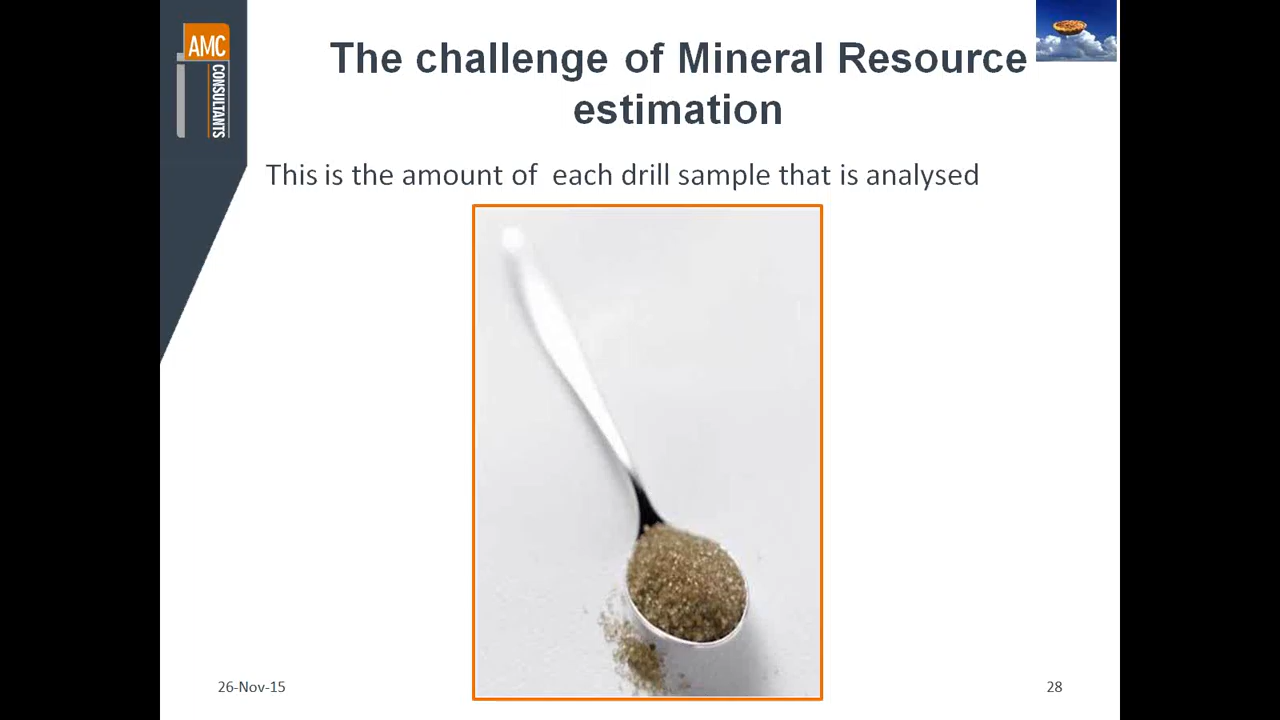 AMC
CONSULTANTS
The challenge of Mineral Resource
estimation
This is the amount of each drill sample that is analysed
26-Nov-15
28